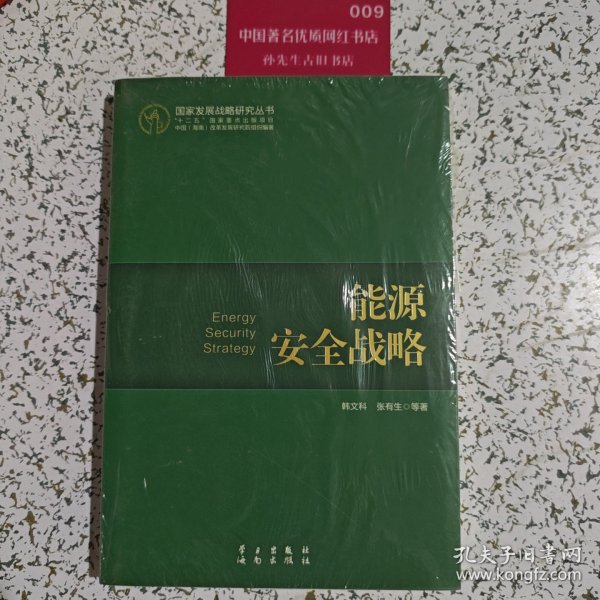 009
中国著名优质网红书店
孙先生古旧书店
国家发展战略研究丛书
"十二五"国家重点出版项目
中国(海南)改革发展研究院组织编著
能源
安全战略
Energy
Security
Strategy
韩文科 张有生◎等著
学习出版社
海南出版社
孔夫子旧书网
www.kongfz.com